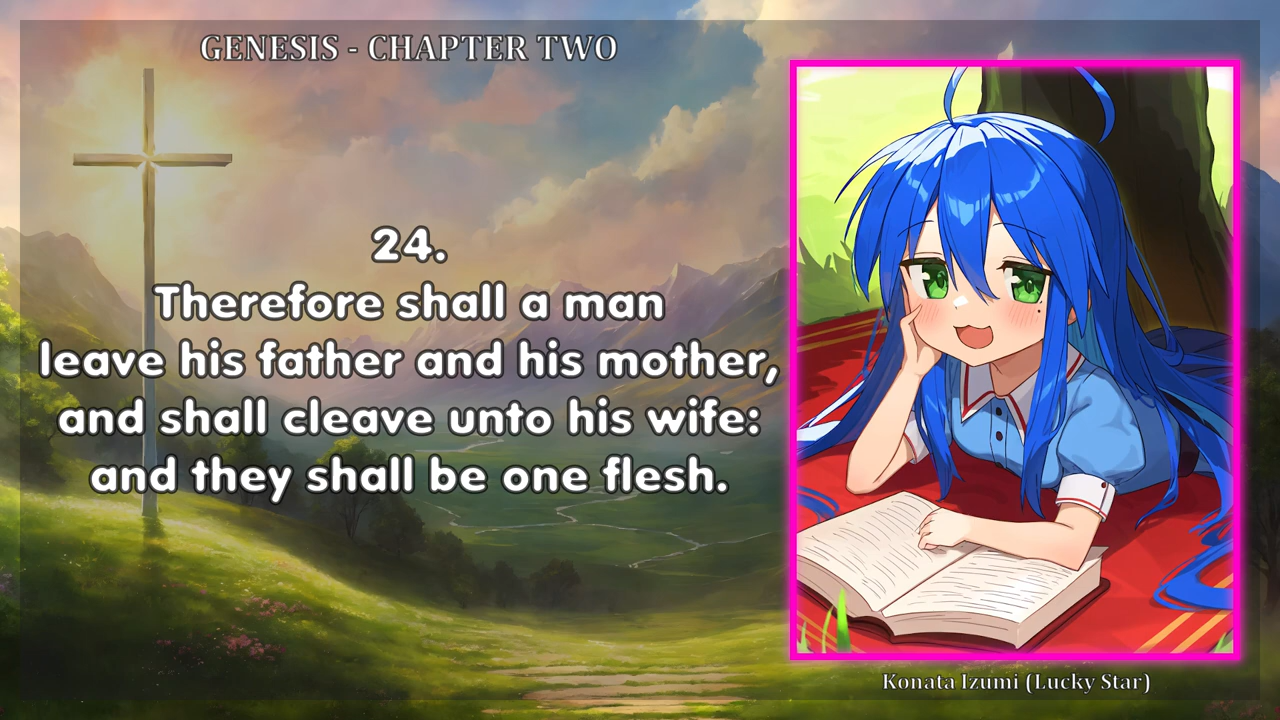 GENESIS - CHAPTER TWO
24.
Therefore shall a man
leave his father and his mother,
and shall cleave unto his wife:
and they shall be one flesh.
Konata Izumi (Lucky Star)